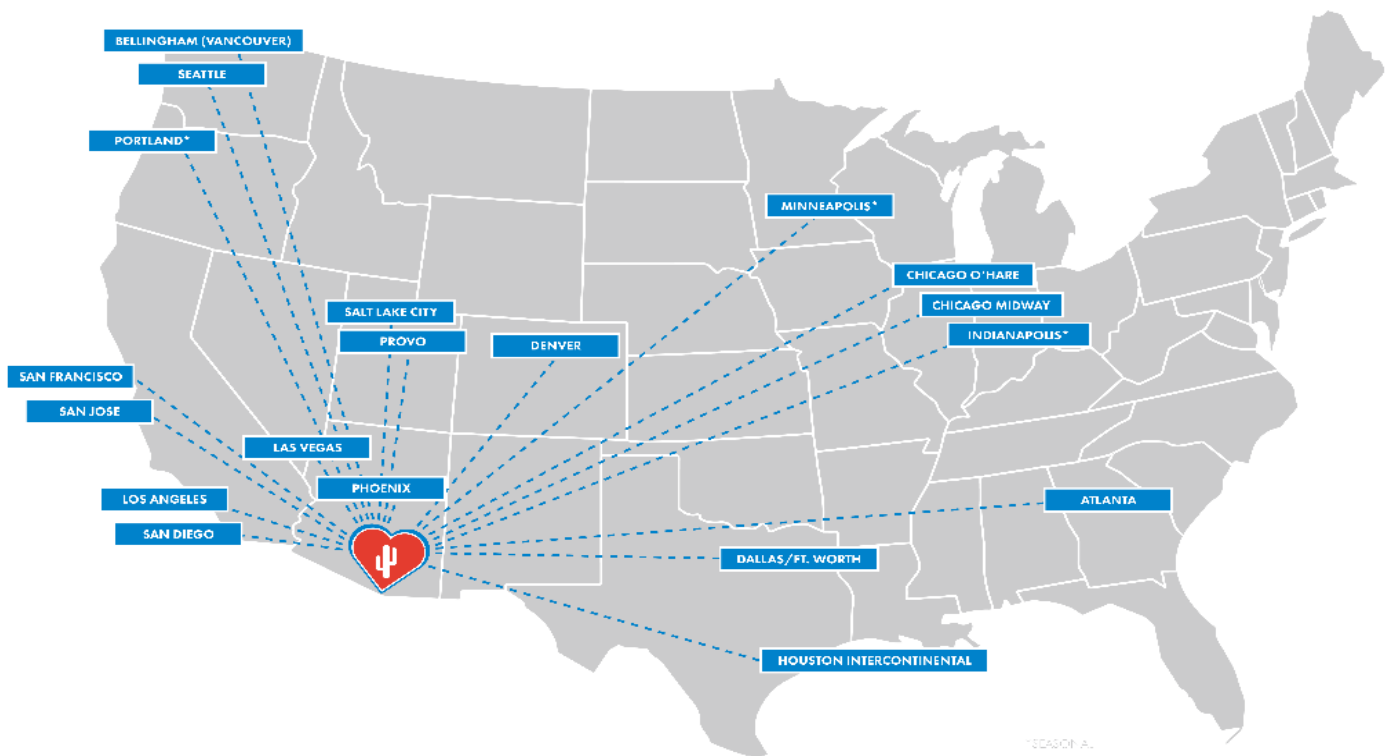 BELLINGHAM (VANCOUVER)
SEATTLE
PORTLAND*
MINNEAPOLIS*
CHICAGO O'HARE
CHICAGO MIDWAY
INDIANAPOLIS*
SALT LAKE CITY
PROVO
DENVER
SAN FRANCISCO
SAN JOSE
LAS VEGAS
PHOENIX
LOS ANGELES
SAN DIEGO
ATLANTA
DALLAS/FT. WORTH
HOUSTON INTERCONTINENTAL
*SEASONAL